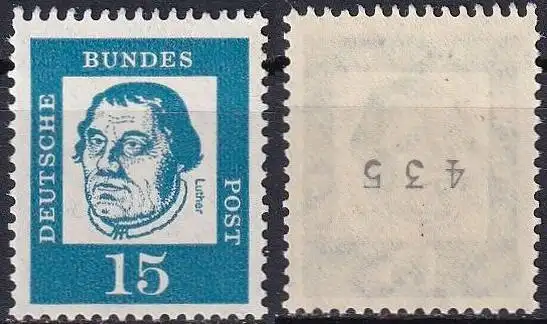 DEUTSCHE
BUNDES
POST
Luther
15
435